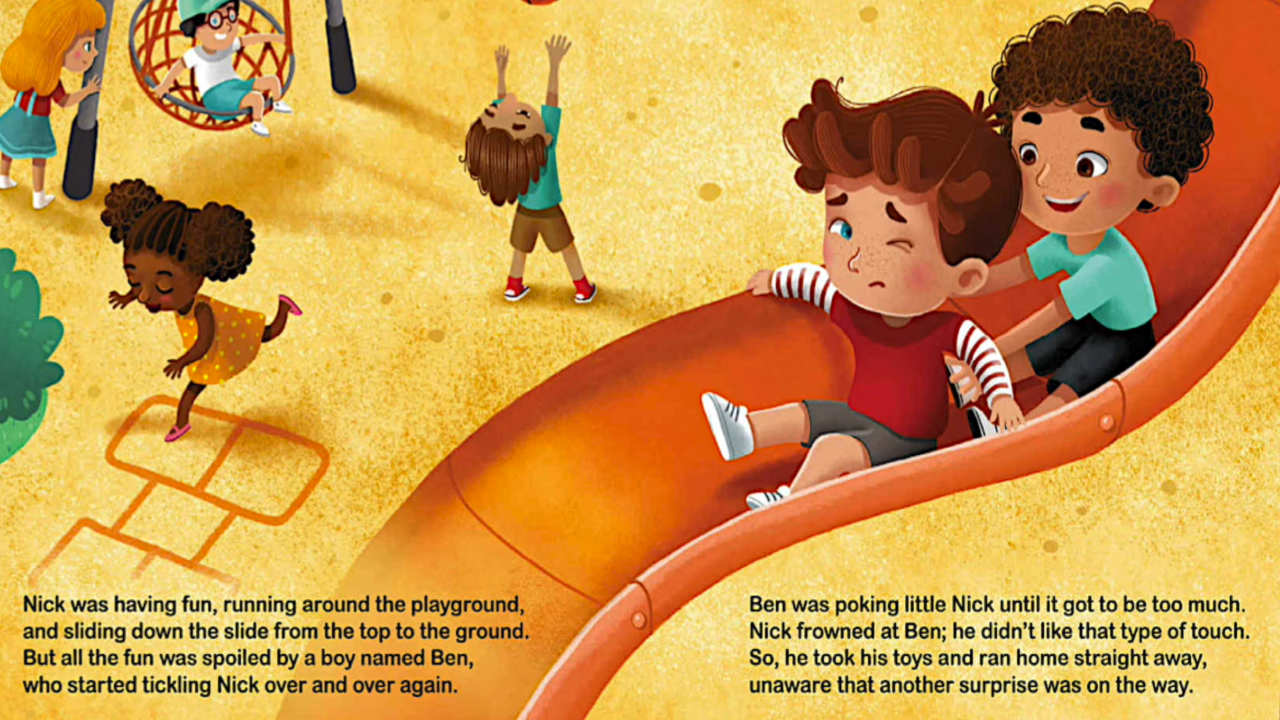 Nick was having fun, running around the playground,
and sliding down the slide from the top to the ground.
But all the fun was spoiled by a boy named Ben,
who started tickling Nick over and over again.
Ben was poking little Nick until it got to be too much.
Nick frowned at Ben; he didn't like that type of touch.
So, he took his toys and ran home straight away,
unaware that another surprise was on the way.